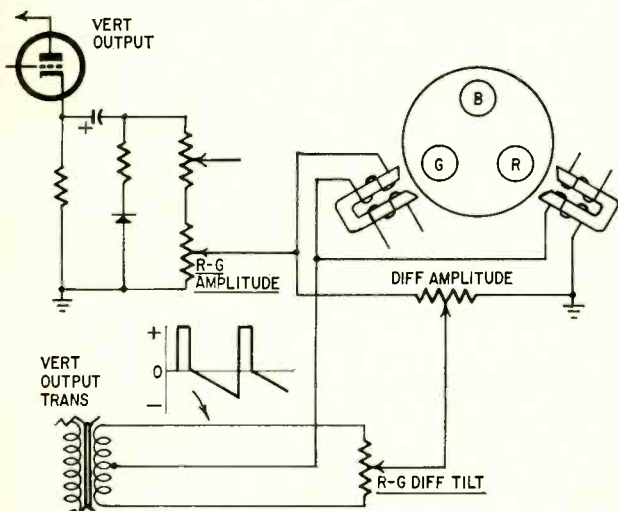 VERT
OUTPUT
B
G
R
+
R-G
AMPLITUDE
DIFF AMPLITUDE
+
0
−
VERT
OUTPUT
TRANS
R-G DIFF TILT